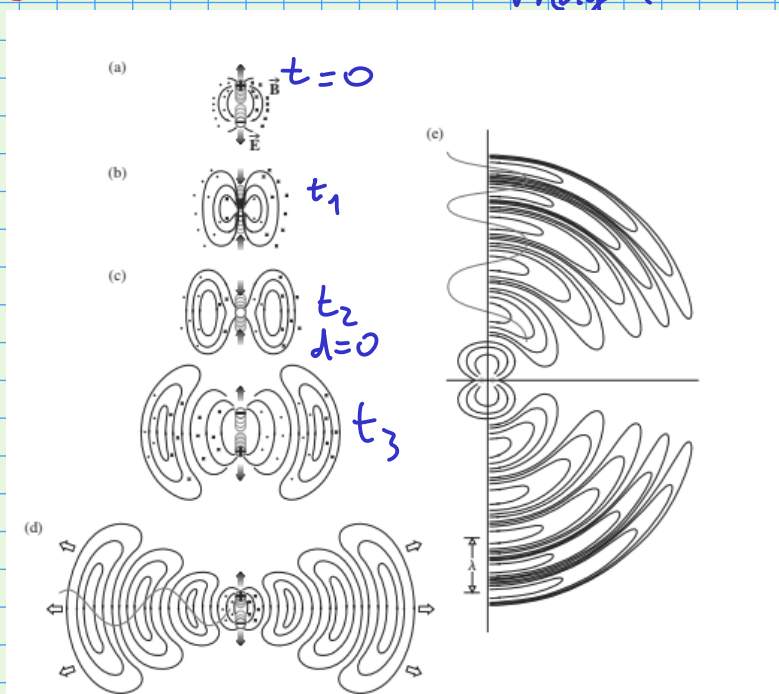 (a)
t = 0
+
B
−
E
(b)
t1
(c)
t2
d=0
−
t3
+
(d)
+
(e)
λ